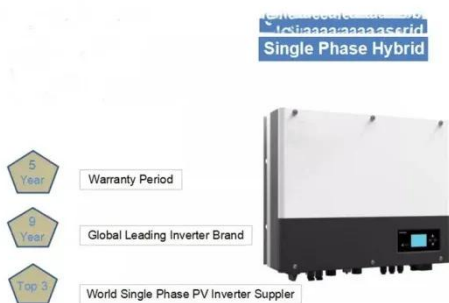 Single Phase Hybrid
5
Year
Warranty Period
9
Year
Global Leading Inverter Brand
Top 3
World Single Phase PV Inverter Suppler